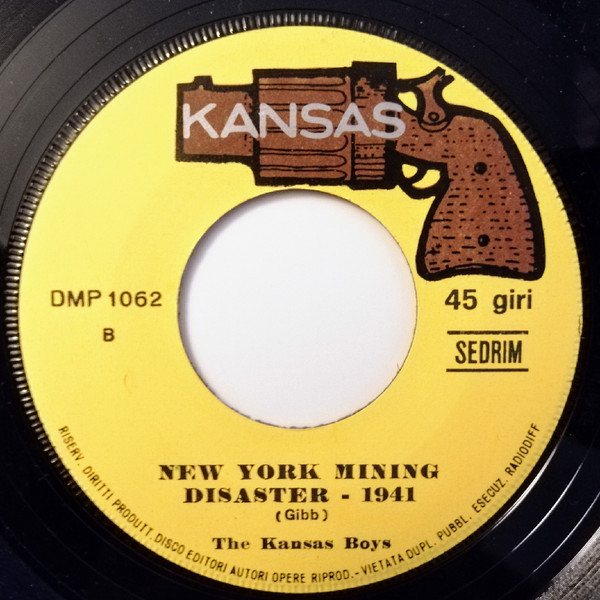 KANSAS
DMP 1062
B
45 giri
SEDRIM
NEW YORK MINING
DISASTER - 1941
(Gibb)
The Kansas Boys
RISERV. DIRITTI PRODUTT. DISCO EDITORI AUTORI OPERE RIPROD. - VIETATA DUPL. PUBBL. ESECUZ. RADIODIFF